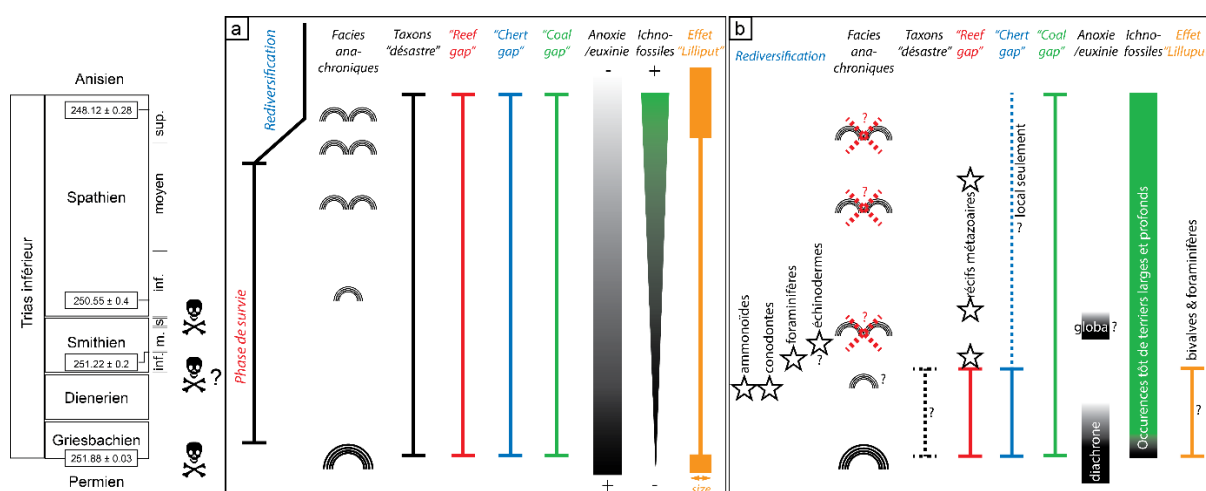 Anisien
Trias inférieur
248.12 ± 0.28
Spathien
250.55 ± 0.4
Smithien
251.22 ± 0.2
Dienerien
Griesbachien
251.88 ± 0.03
Permien
sup.
moyen
inf.
s
m.
inf.
?
a
Rediversification
Phase de survie
Facies
ana-
chroniques
Taxons
"désastre"
"Reef
gap"
"Chert
gap"
"Coal
gap"
Anoxie
/euxinie
Ichno-
fossiles
Effet
"Lilliput"
-
+
+
-
size
b
Rediversification
ammonoïdes
conodontes
foraminifères
échinodermes
?
Facies
ana-
chroniques
?
?
?
?
Taxons
"désastre"
?
"Reef
gap"
récifs métazoaires
"Chert
gap"
local seulement
?
"Coal
gap"
Anoxie
/euxinie
global
?
diachrone
Ichno-
fossiles
Occurences tôt de terriers larges et profonds
Effet
"Lilluput"
bivalves & foraminifères
?